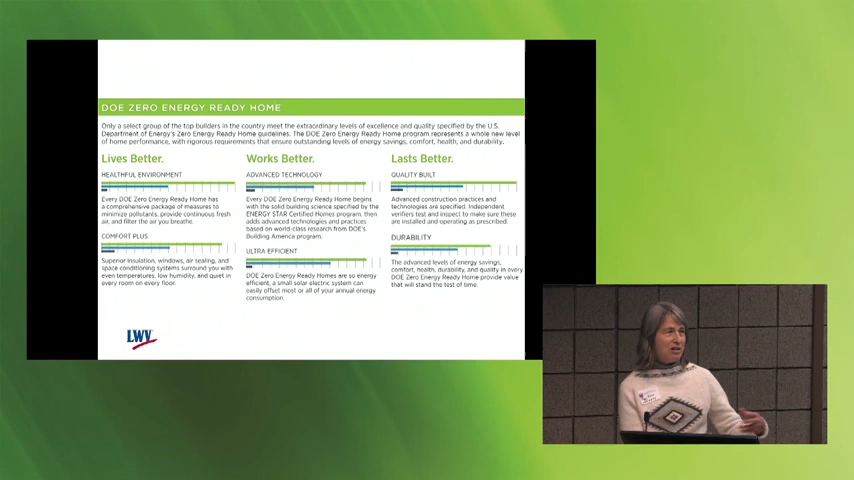 DOE ZERO ENERGY READY HOME
Only a select group of the top builders in the country meet the extraordinary levels of excellence and quality specified by the U.S.
Department of Energy's Zero Energy Ready Home guidelines. The DOE Zero Energy Ready Home program represents a whole new level
of home performance, with rigorous requirements that ensure outstanding levels of energy savings, comfort, health, and durability.
Lives Better.
HEALTHFUL ENVIRONMENT
Every DOE Zero Energy Ready Home has
a comprehensive package of measures to
minimize pollutants, provide continuous fresh
air, and filter the air you breathe.
COMFORT PLUS
Superior insulation, windows, air sealing, and
space conditioning systems surround you with
even temperatures, low humidity, and quiet in
every room on every floor.
Works Better.
ADVANCED TECHNOLOGY
Every DOE Zero Energy Ready Home begins
with the solid building science specified by the
ENERGY STAR Certified Homes program, then
adds advanced technologies and practices
based on world-class research from DOE's
Building America program.
ULTRA EFFICIENT
DOE Zero Energy Ready Homes are so energy
efficient, a small solar electric system can
easily offset most or all of your annual energy
consumption.
Lasts Better.
QUALITY BUILT
Advanced construction practices and
technologies are specified. Independent
verifiers test and inspect to make sure these
are installed and operating as prescribed.
DURABILITY
The advanced levels of energy savings,
comfort, health, durability, and quality in every
DOE Zero Energy Ready Home provide value
that will stand the test of time.
LWV